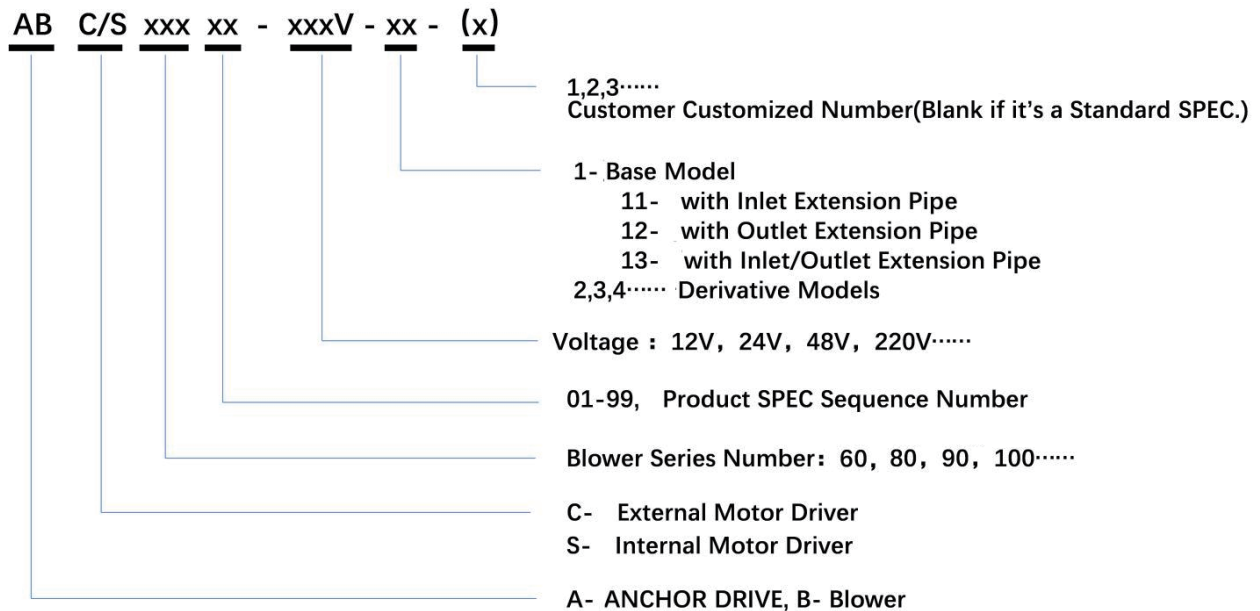 AB C/S xxx xx - xxxV - xx - (x)
1,2,3······
Customer Customized Number(Blank if it's a Standard SPEC.)
1- Base Model
11- with Inlet Extension Pipe
12- with Outlet Extension Pipe
13- with Inlet/Outlet Extension Pipe
2,3,4······ Derivative Models
Voltage：12V，24V，48V，220V······
01-99, Product SPEC Sequence Number
Blower Series Number：60，80，90，100······
C- External Motor Driver
S- Internal Motor Driver
A- ANCHOR DRIVE, B- Blower